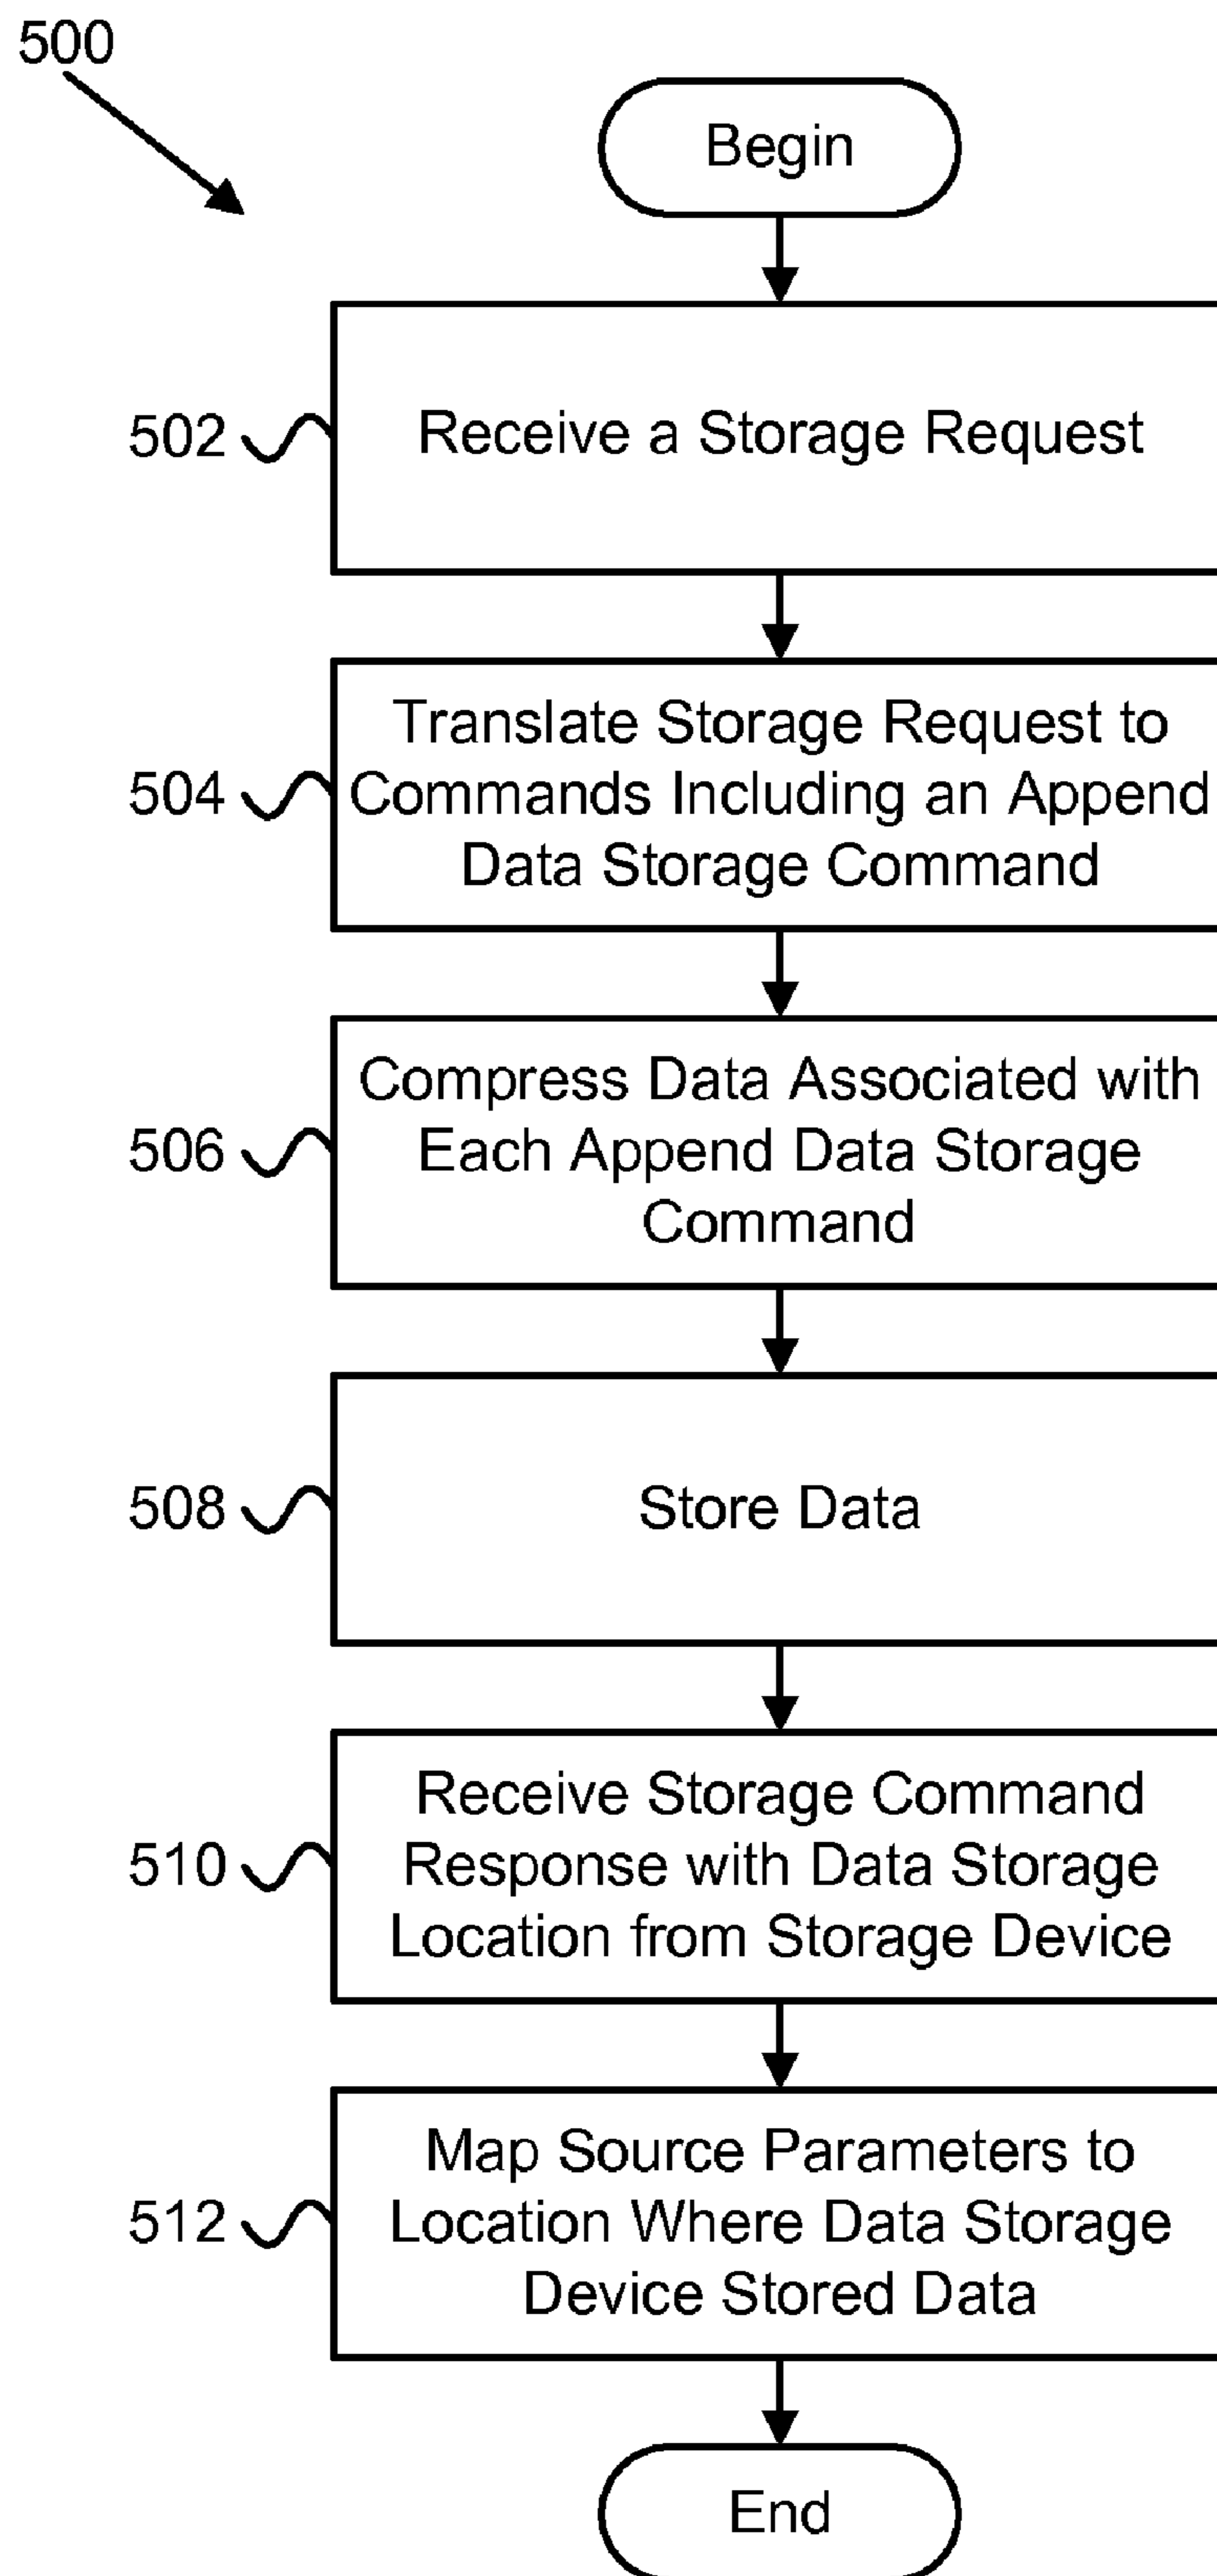 500
Begin
502
Receive a Storage Request
504
Translate Storage Request to
Commands Including an Append
Data Storage Command
506
Compress Data Associated with
Each Append Data Storage
Command
508
Store Data
510
Receive Storage Command
Response with Data Storage
Location from Storage Device
512
Map Source Parameters to
Location Where Data Storage
Device Stored Data
End